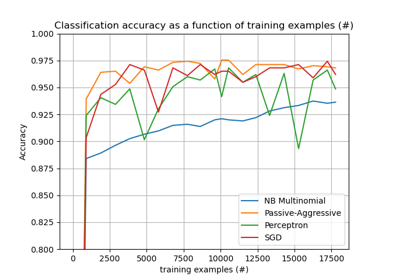 Classification accuracy as a function of training examples (#)
1.000
0.975
0.950
0.925
0.900
0.875
0.850
0.825
0.800
Accuracy
NB Multinomial
Passive-Aggressive
Perceptron
SGD
0 2500 5000 7500 10000 12500 15000 17500
training examples (#)